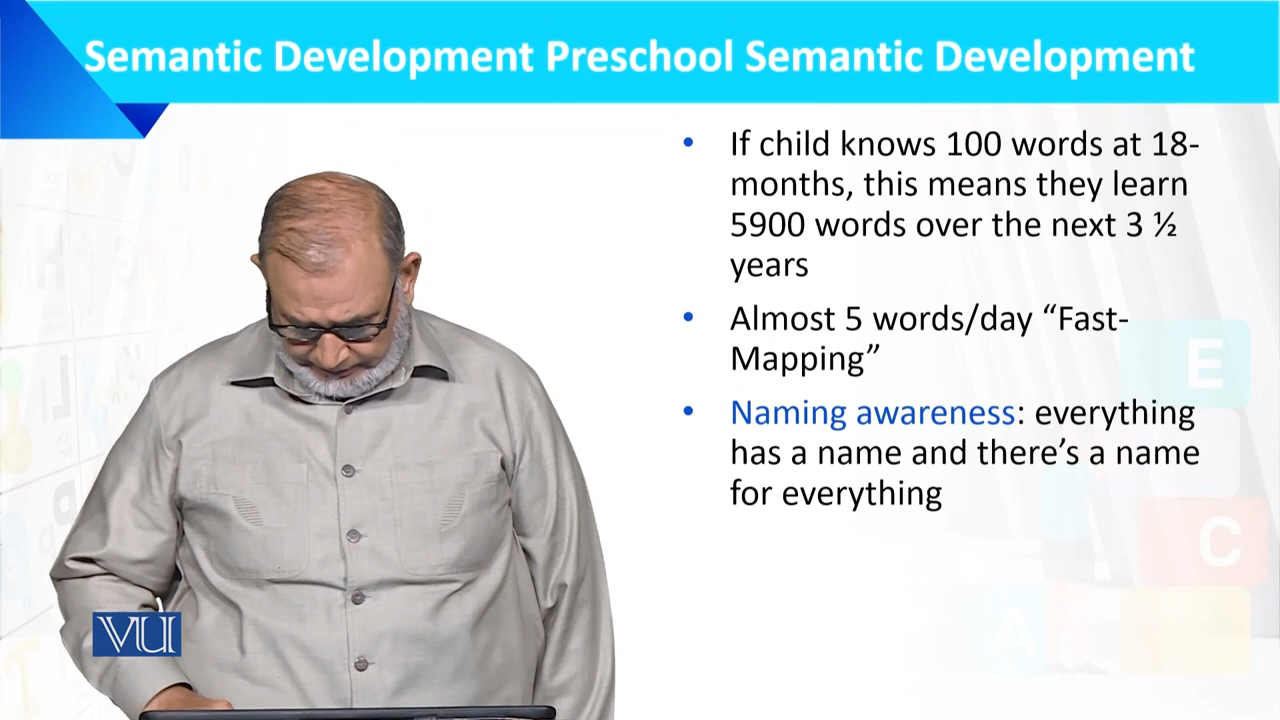 Semantic Development Preschool Semantic Development
• If child knows 100 words at 18-
months, this means they learn
5900 words over the next 3 ½
years
• Almost 5 words/day “Fast-
Mapping”
• Naming awareness: everything
has a name and there’s a name
for everything
E
C
A
VU